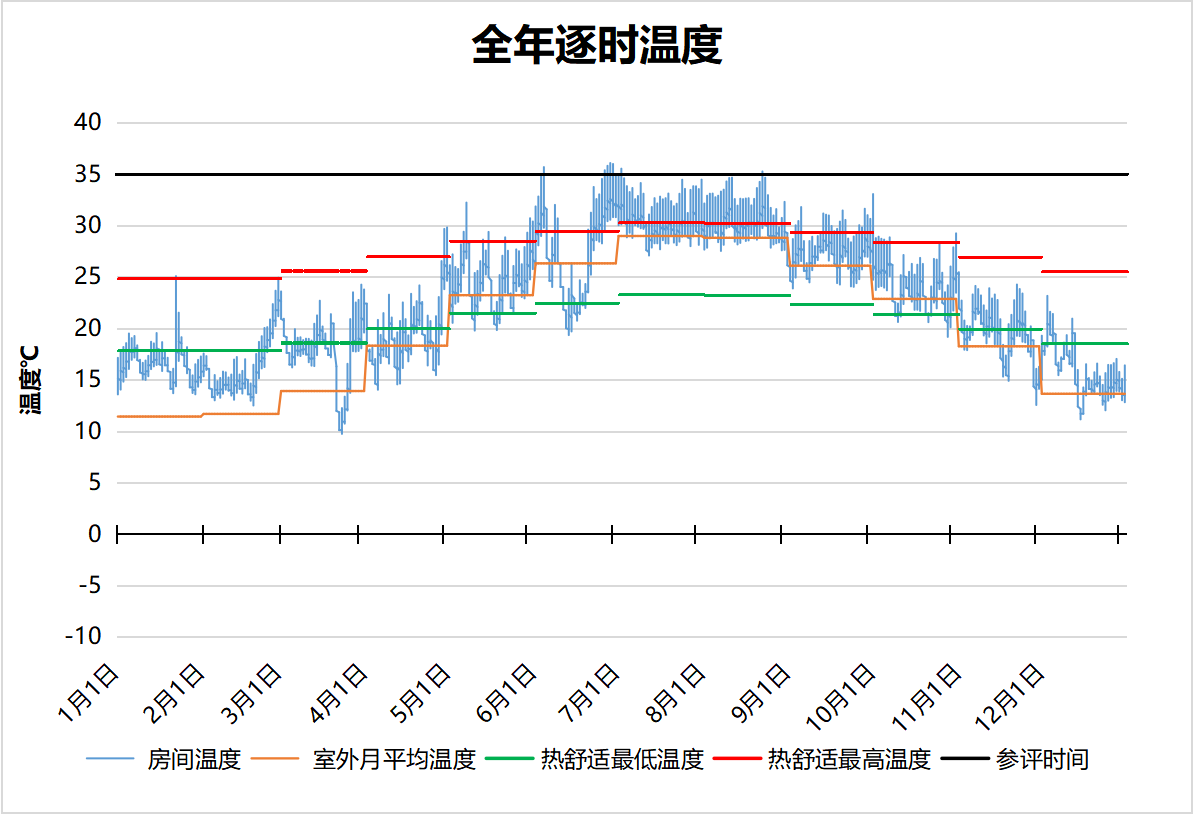 全年逐时温度
40
35
30
25
20
15
10
5
0
-5
-10
温度℃
1月1日
2月1日
3月1日
4月1日
5月1日
6月1日
7月1日
8月1日
9月1日
10月1日
11月1日
12月1日
房间温度 室外月平均温度 热舒适最低温度 热舒适最高温度 参评时间